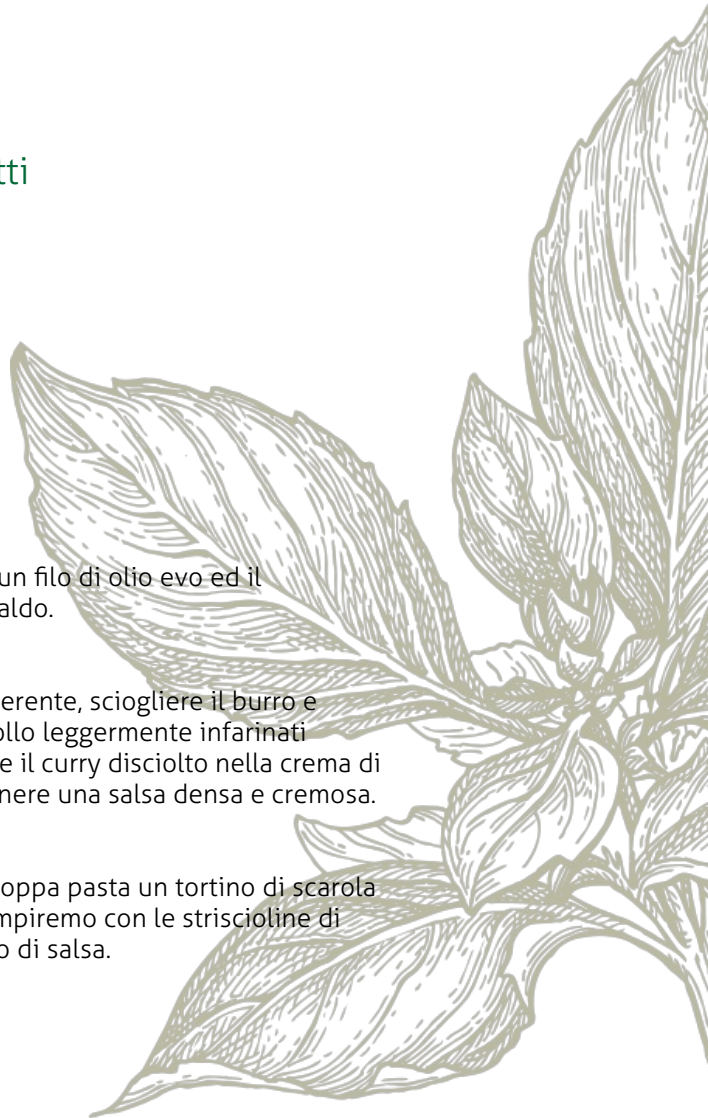 tti
un filo di olio evo ed il
aldo.
erente, sciogliere il burro e
ollo leggermente infarinati
e il curry disciolto nella crema di
nere una salsa densa e cremosa.
oppa pasta un tortino di scarola
mpiremo con le striscioline di
o di salsa.